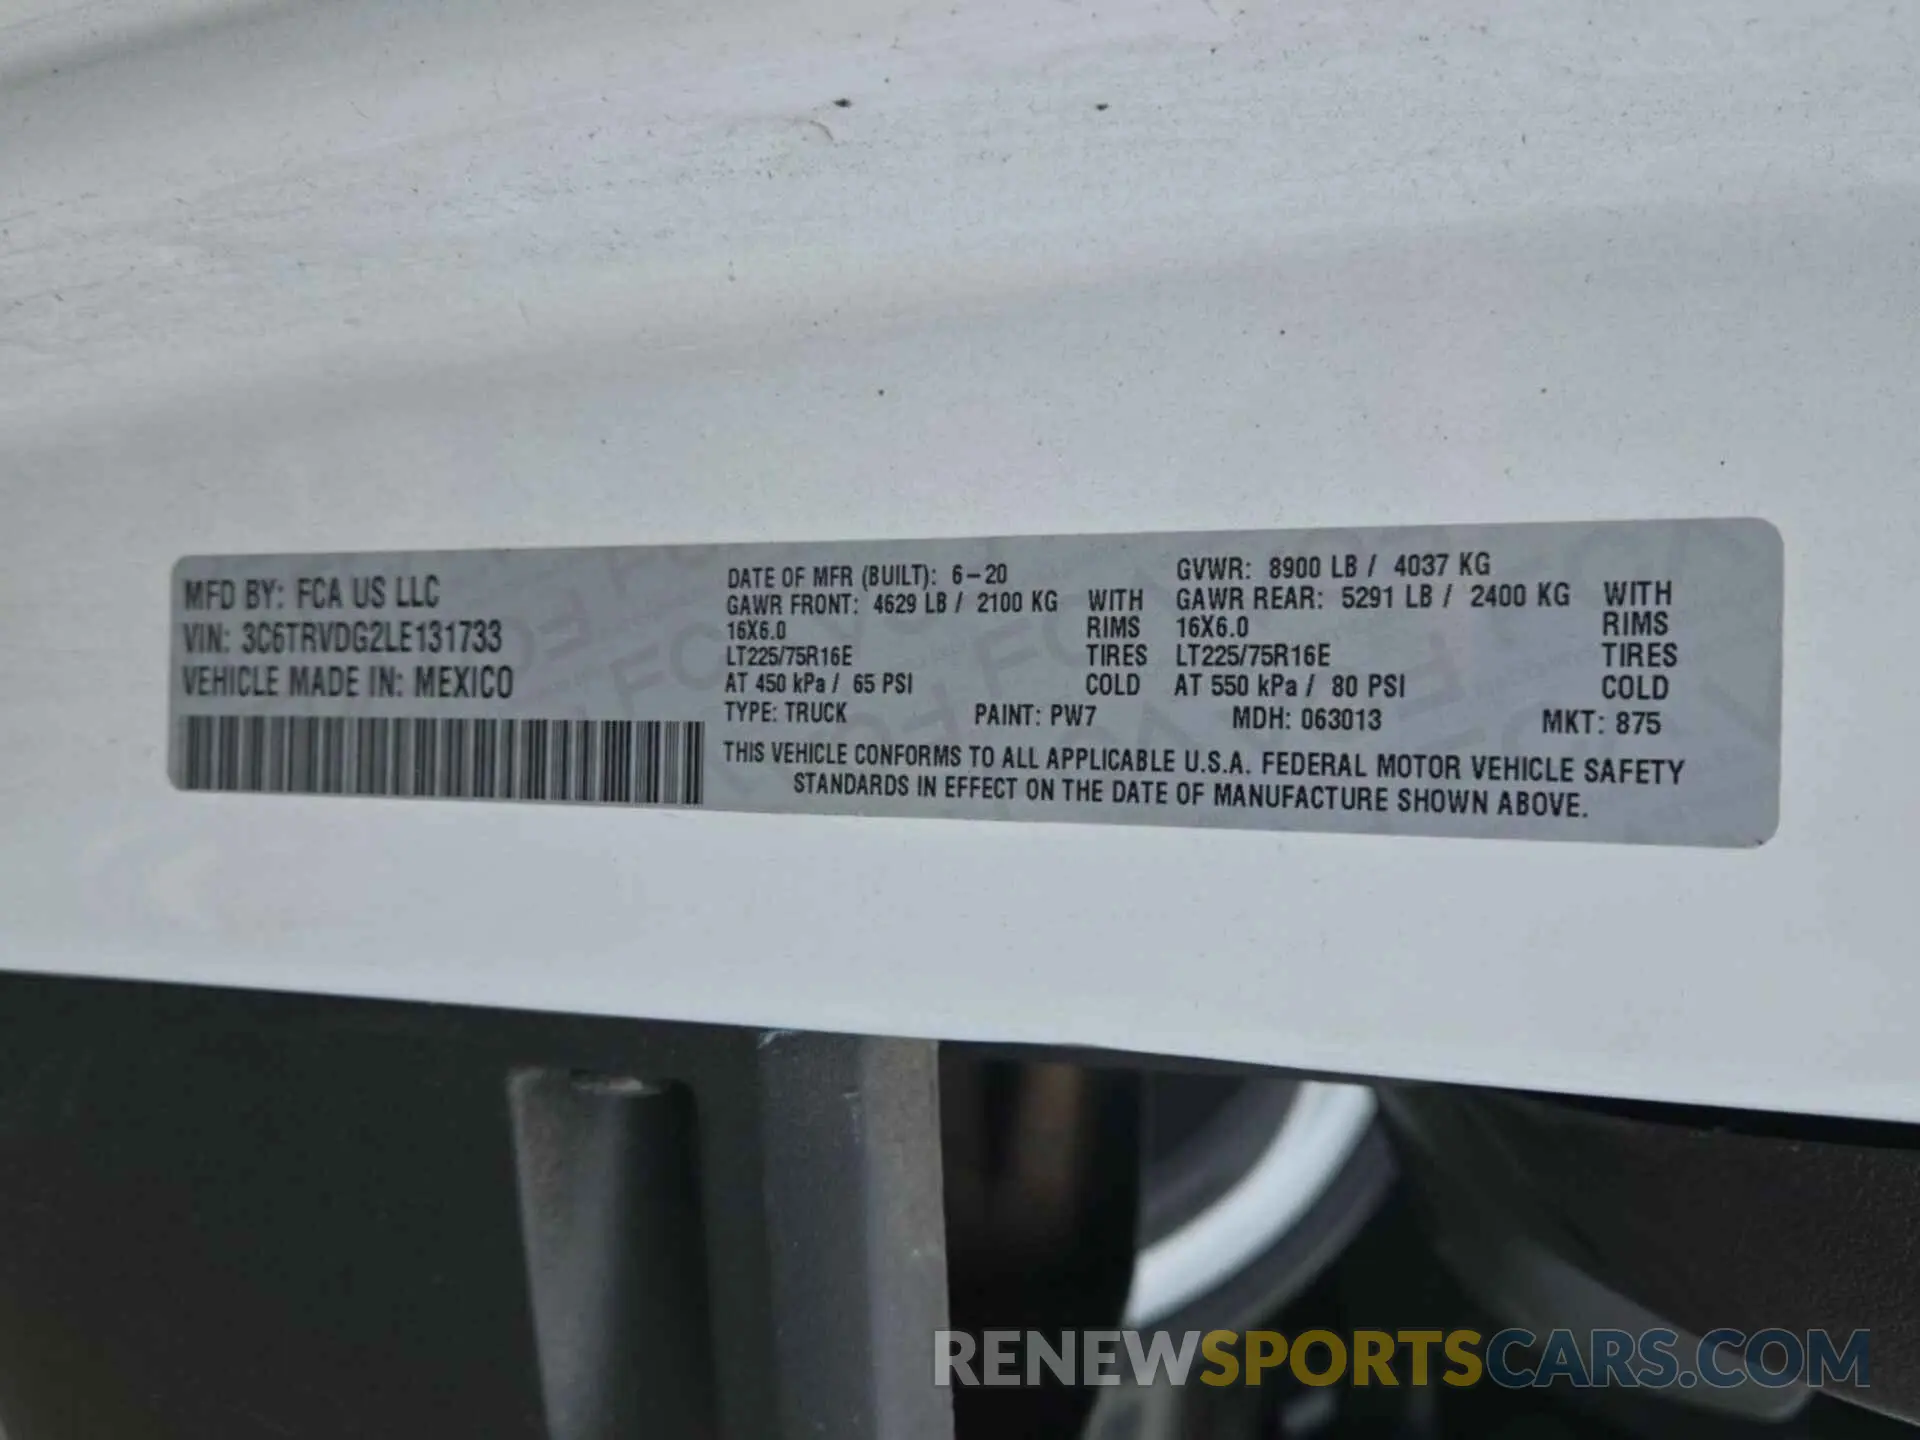 MFD BY: FCA US LLC
VIN: 3C6TRVDG2LE131733
VEHICLE MADE IN: MEXICO
DATE OF MFR (BUILT): 6-20 GVWR: 8900 LB / 4037 KG
GAWR FRONT: 4629 LB / 2100 KG WITH GAWR REAR: 5291 LB / 2400 KG WITH
16X6.0 RIMS 16X6.0 RIMS
LT225/75R16E TIRES LT225/75R16E TIRES
AT 450 kPa / 65 PSI COLD AT 550 kPa / 80 PSI COLD
TYPE: TRUCK PAINT: PW7 MDH: 063013 MKT: 875
THIS VEHICLE CONFORMS TO ALL APPLICABLE U.S.A. FEDERAL MOTOR VEHICLE SAFETY
STANDARDS IN EFFECT ON THE DATE OF MANUFACTURE SHOWN ABOVE.
RENEWSPORTSCARS.COM